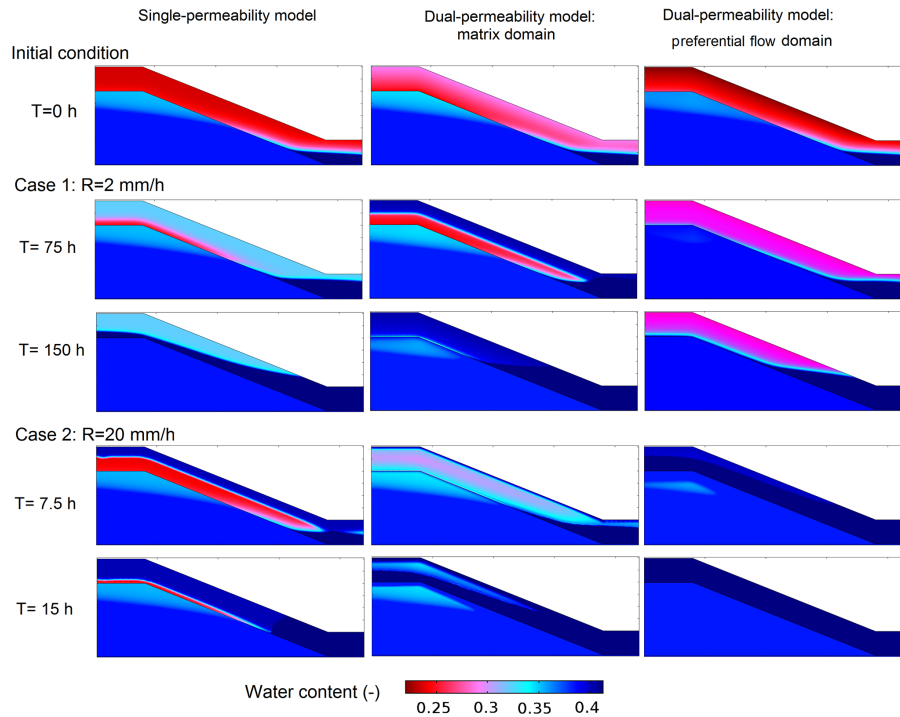 Single-permeability model
Dual-permeability model:
matrix domain
Dual-permeability model:
preferential flow domain
Initial condition
T=0 h
Case 1: R=2 mm/h
T= 75 h
T= 150 h
Case 2: R=20 mm/h
T= 7.5 h
T= 15 h
Water content (-)
0.25 0.3 0.35 0.4